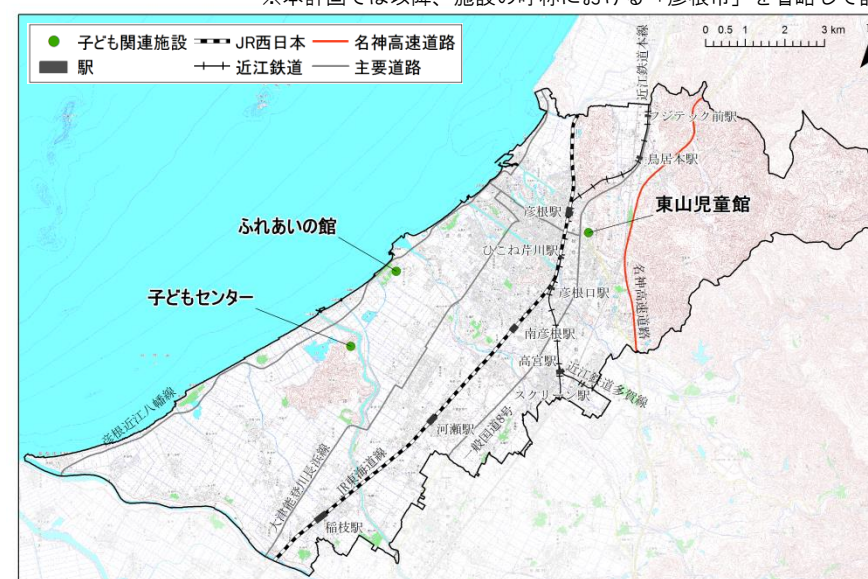 ※本計画では以降、施設の呼称における「彦根市」を省略して
子ども関連施設 JR西日本 名神高速道路
駅 近江鉄道 主要道路
0 0.5 1 2 3 km
近江鉄道本線
フジテック前駅
鳥居本駅
東山児童館
彦根駅
ふれあいの館
ひこね芹川駅
名神高速道路
彦根口駅
子どもセンター
南彦根駅
高宮駅
近江鉄道多賀線
スクリーン駅
彦根近江八幡線
一般国道8号
河瀬駅
大津能登川長浜線
JR東海道線
稲枝駅